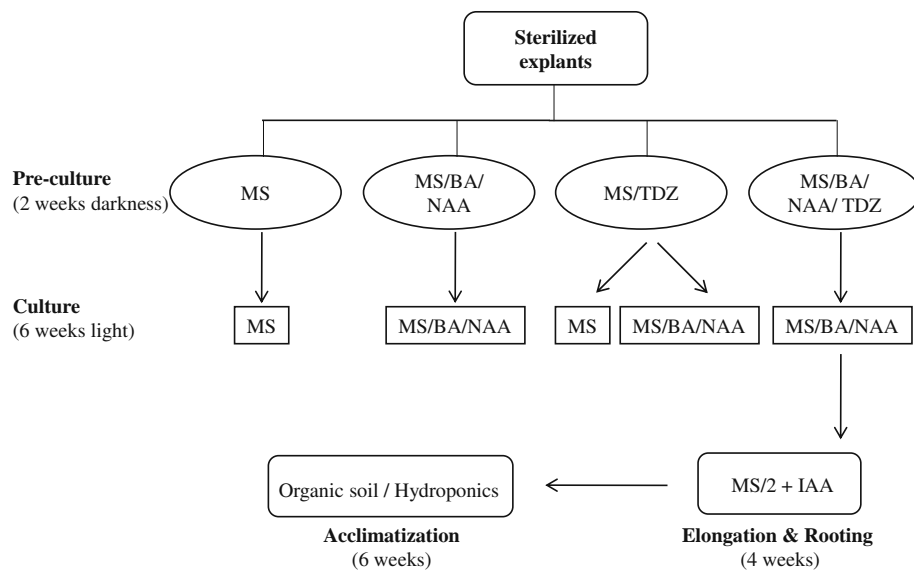 Sterilized
explants
Pre-culture
(2 weeks darkness)
MS
MS/BA/
NAA
MS/TDZ
MS/BA/
NAA/ TDZ
Culture
(6 weeks light)
MS
MS/BA/NAA
MS
MS/BA/NAA
MS/BA/NAA
Organic soil / Hydroponics
MS/2 + IAA
Acclimatization
(6 weeks)
Elongation & Rooting
(4 weeks)